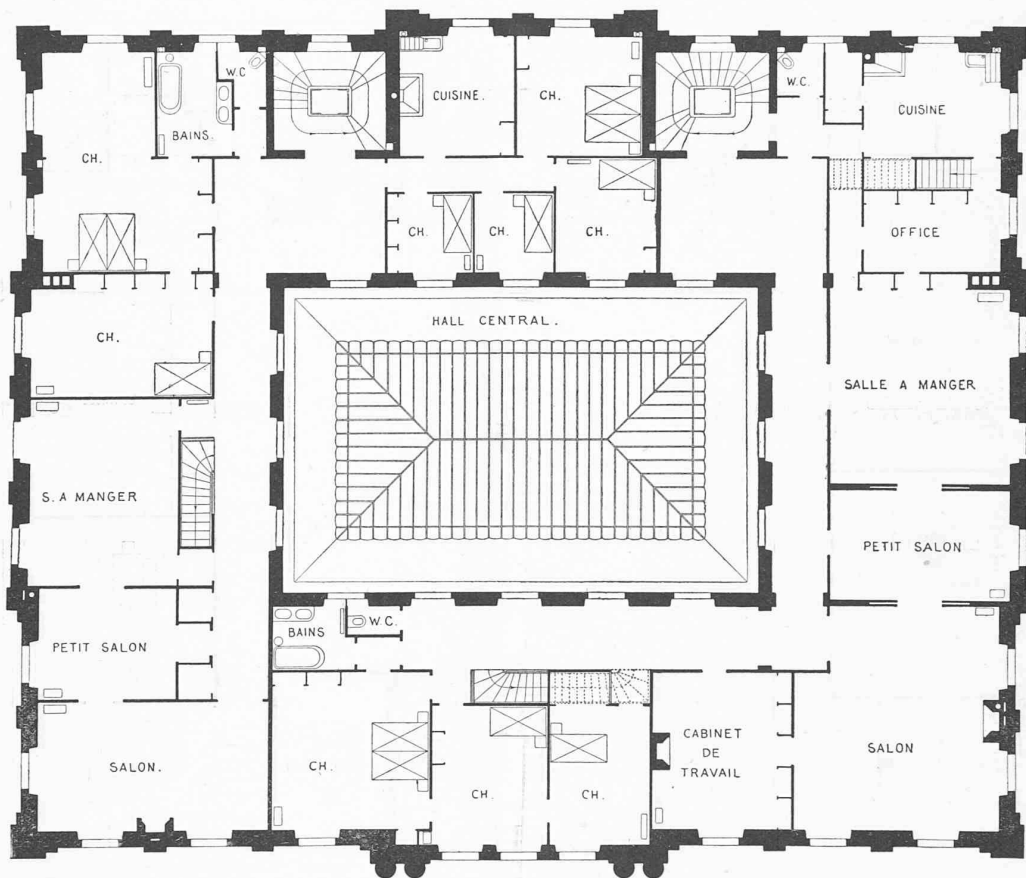 W.C.
BAINS.
CH.
CUISINE.
CH.
W.C.
CUISINE
CH.
CH.
CH.
OFFICE
HALL CENTRAL.
CH.
SALLE A MANGER
S. A MANGER
PETIT SALON
BAINS
W.C.
PETIT SALON
SALON.
CH.
CH.
CH.
CABINET
DE
TRAVAIL
SALON